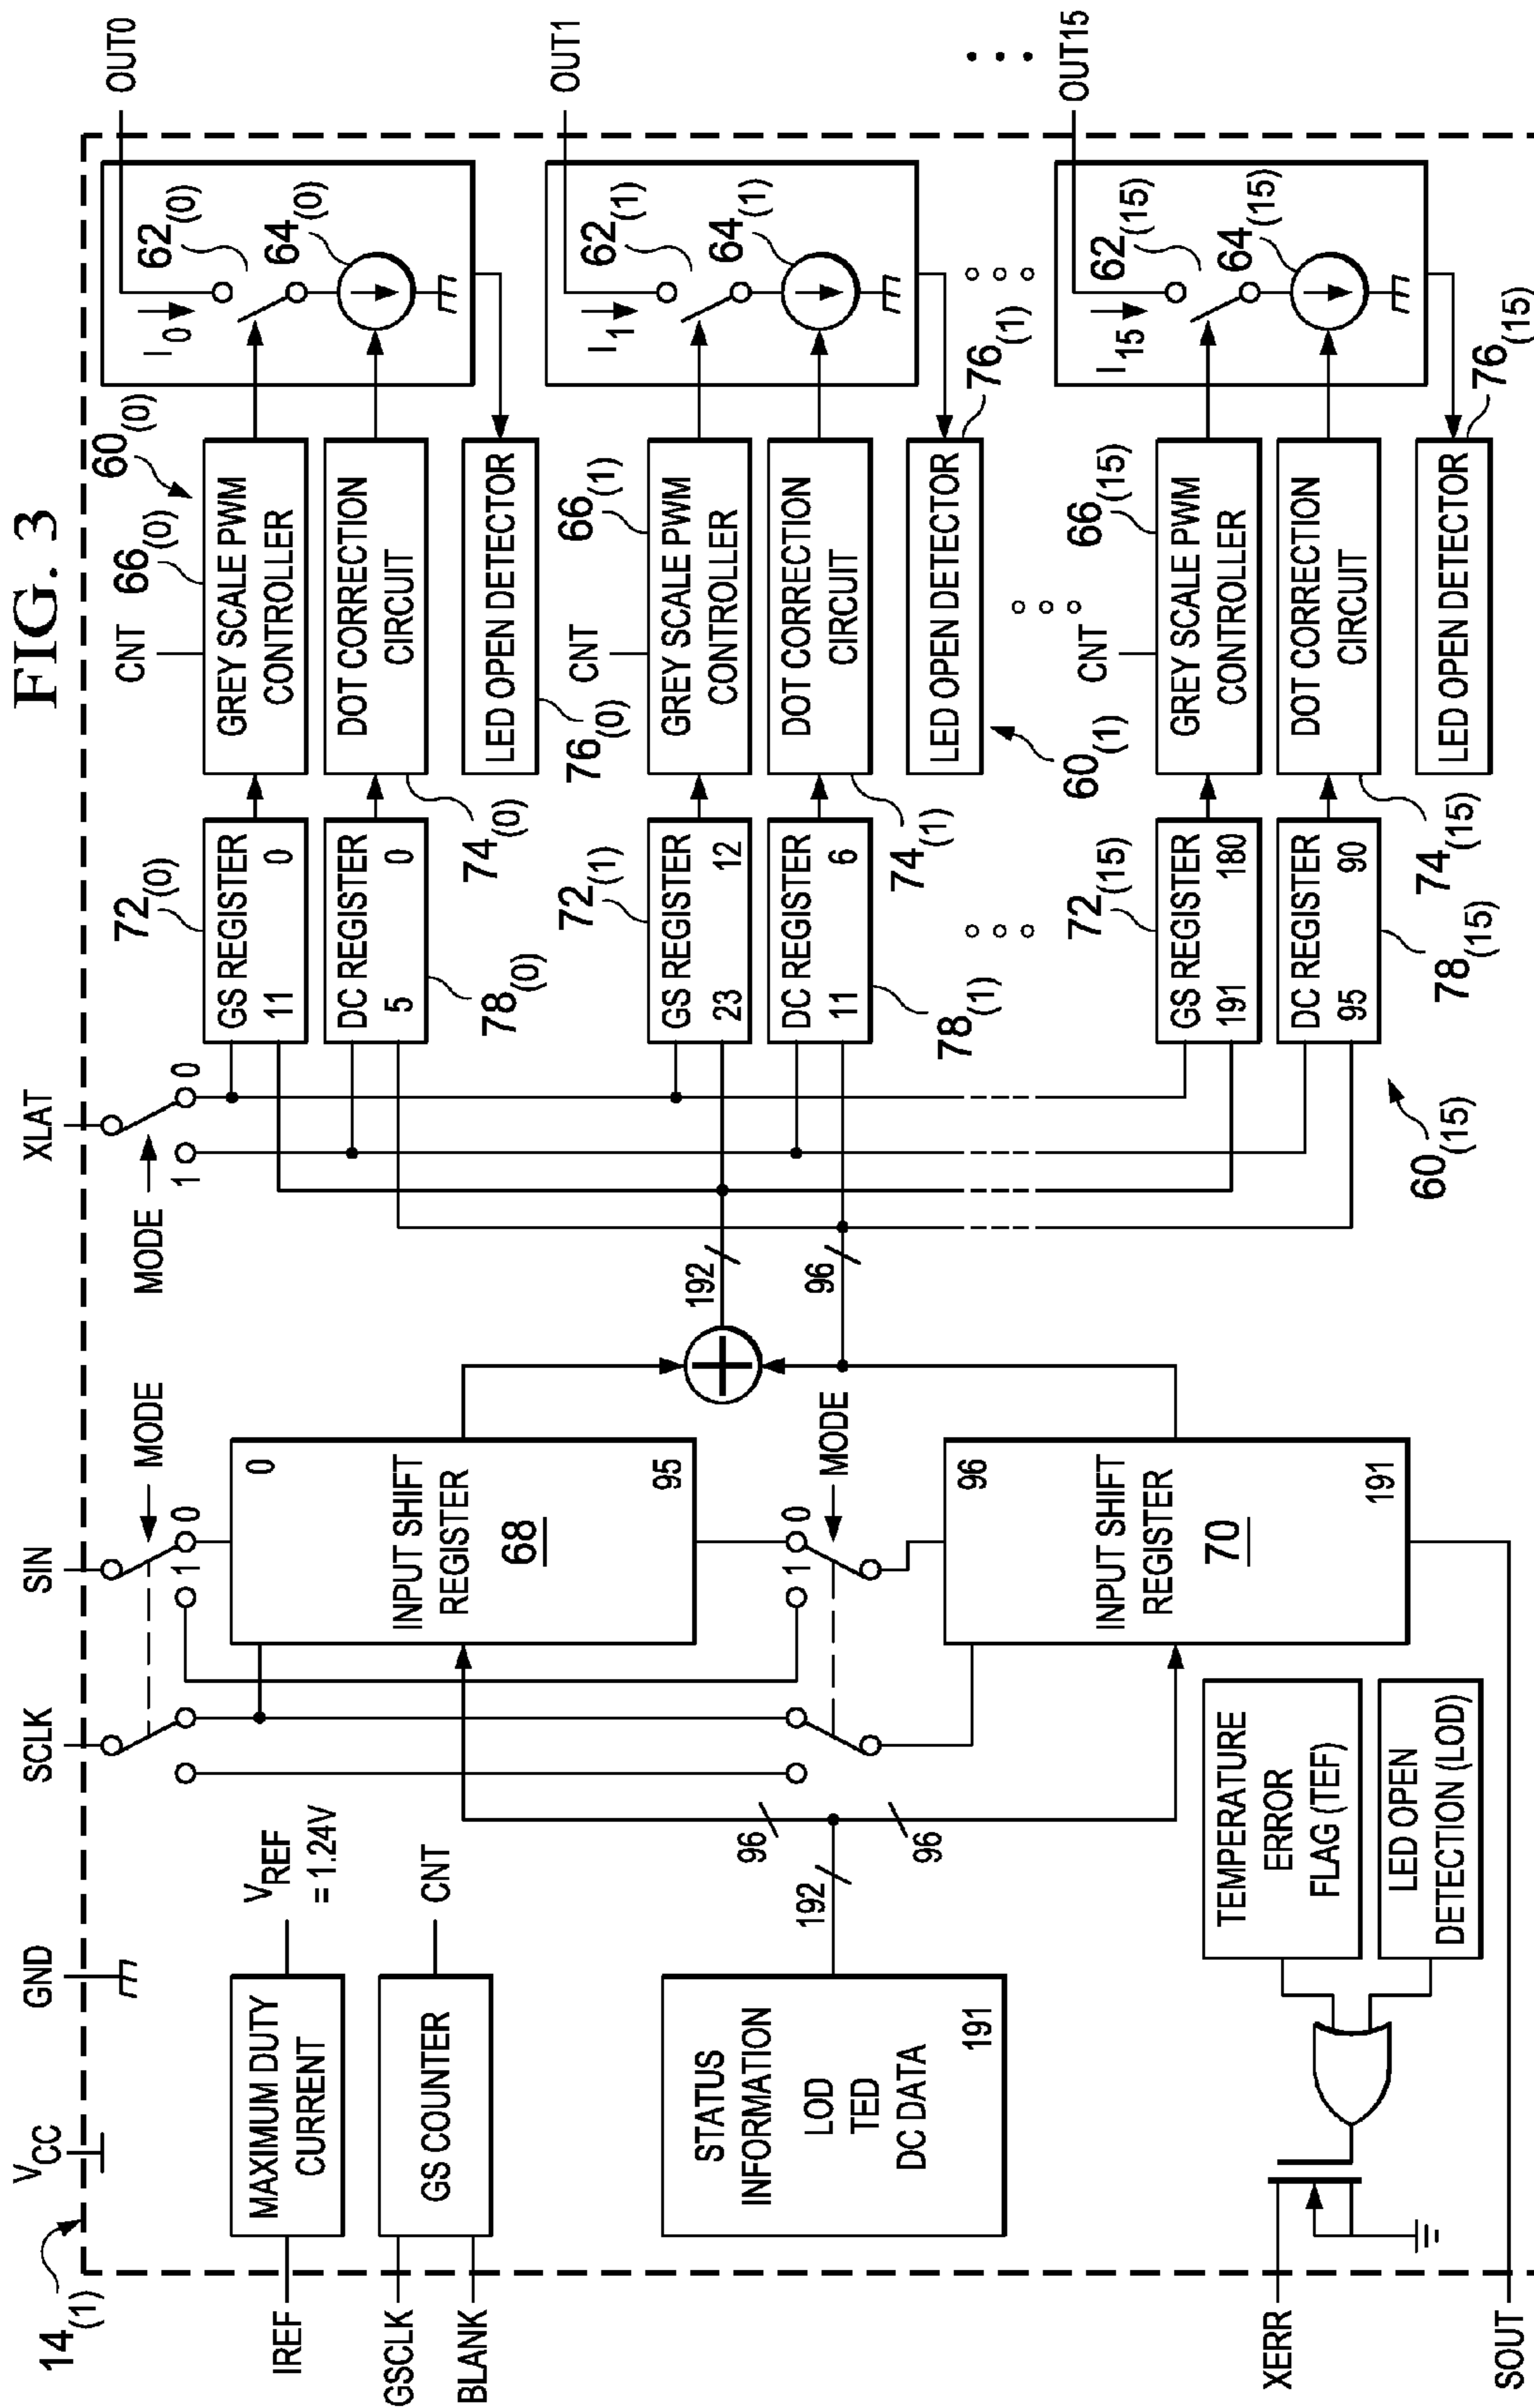 FIG. 3
14(1)
VCC
GND
SCLK
SIN
XLAT
MODE
MODE
1
0
1
0
IREF
MAXIMUM DUTY
CURRENT
VREF
= 1.24V
GSCLK
BLANK
GS COUNTER
CNT
STATUS
INFORMATION
LOD
TED
DC DATA
191
192
96
96
0
INPUT SHIFT
REGISTER
68
95
1
0
MODE
96
INPUT SHIFT
REGISTER
70
191
192
96
TEMPERATURE
ERROR
FLAG (TEF)
LED OPEN
DETECTION (LOD)
XERR
SOUT
72(0)
GS REGISTER
11 0
DC REGISTER
5 0
78(0)
CNT
66(0)
60(0)
GREY SCALE PWM
CONTROLLER
DOT CORRECTION
CIRCUIT
74(0)
LED OPEN DETECTOR
76(0)
I0
62(0)
64(0)
OUT0
72(1)
GS REGISTER
23 12
DC REGISTER
11 6
78(1)
CNT
66(1)
GREY SCALE PWM
CONTROLLER
DOT CORRECTION
CIRCUIT
74(1)
LED OPEN DETECTOR
76(1)
60(1)
I1
62(1)
64(1)
OUT1
72(15)
GS REGISTER
191 180
DC REGISTER
95 90
78(15)
60(15)
CNT
66(15)
GREY SCALE PWM
CONTROLLER
DOT CORRECTION
CIRCUIT
74(15)
LED OPEN DETECTOR
76(15)
I15
62(15)
64(15)
OUT15